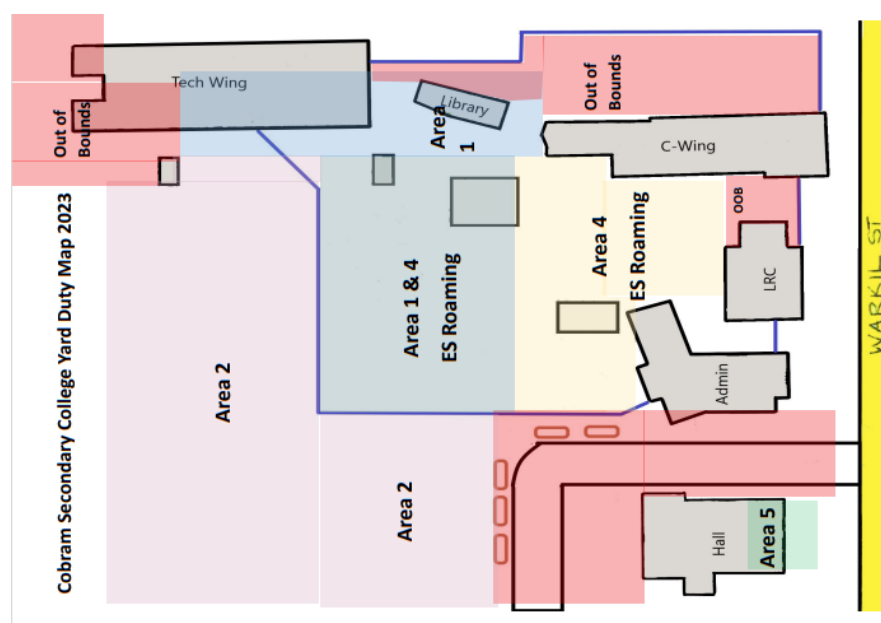 Cobram Secondary College Yard Duty Map 2023
Tech Wing
Out of
Bounds
Library
Area
1
Out of
Bounds
C-Wing
OOB
LRC
WARKIL ST
Area 4
ES Roaming
Area 1 & 4
ES Roaming
Area 2
Admin
Area 2
Hall
Area 5